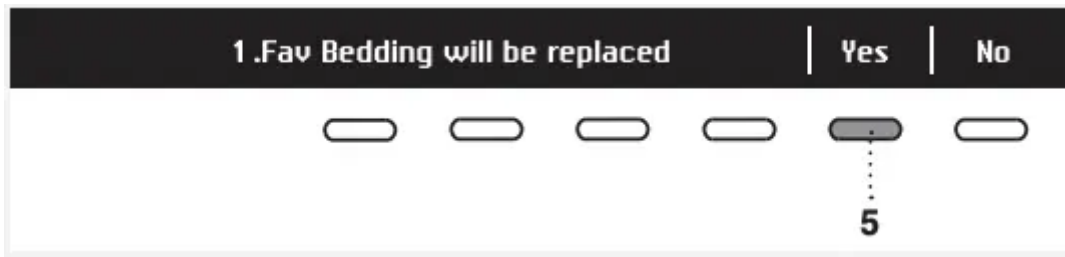 1.Fav Bedding will be replaced | Yes | No
5